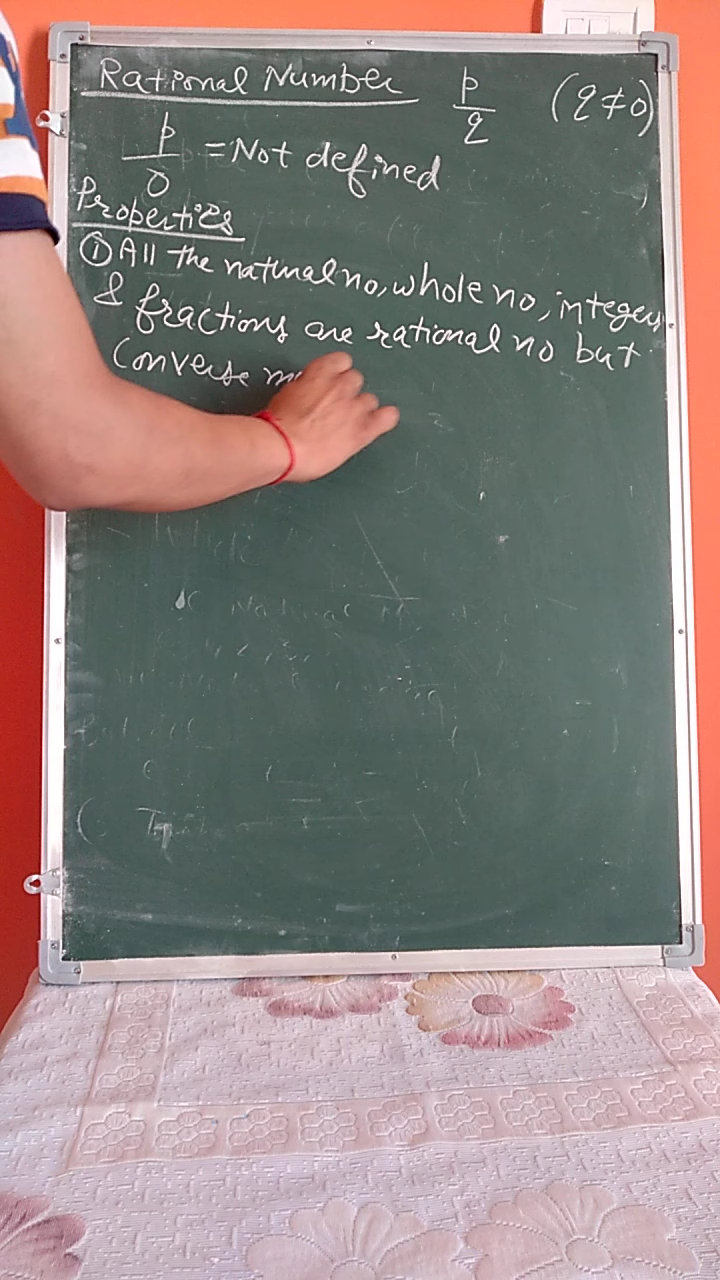 Rational Number p/q (q≠0)
p/0 = Not defined
Properties
① All the natural no, whole no, integers
& fractions are rational no but
Converse